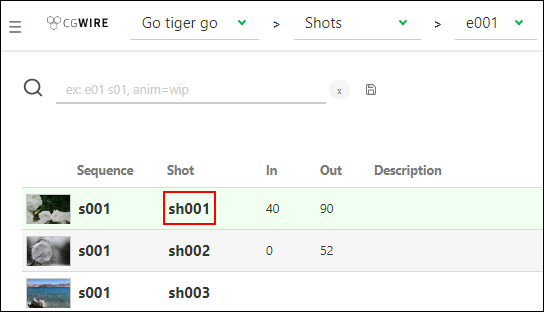 CGWIRE Go tiger go > Shots > e001
ex: e01 s01, anim=wip x
Sequence Shot In Out Description
s001 sh001 40 90
s001 sh002 0 52
s001 sh003